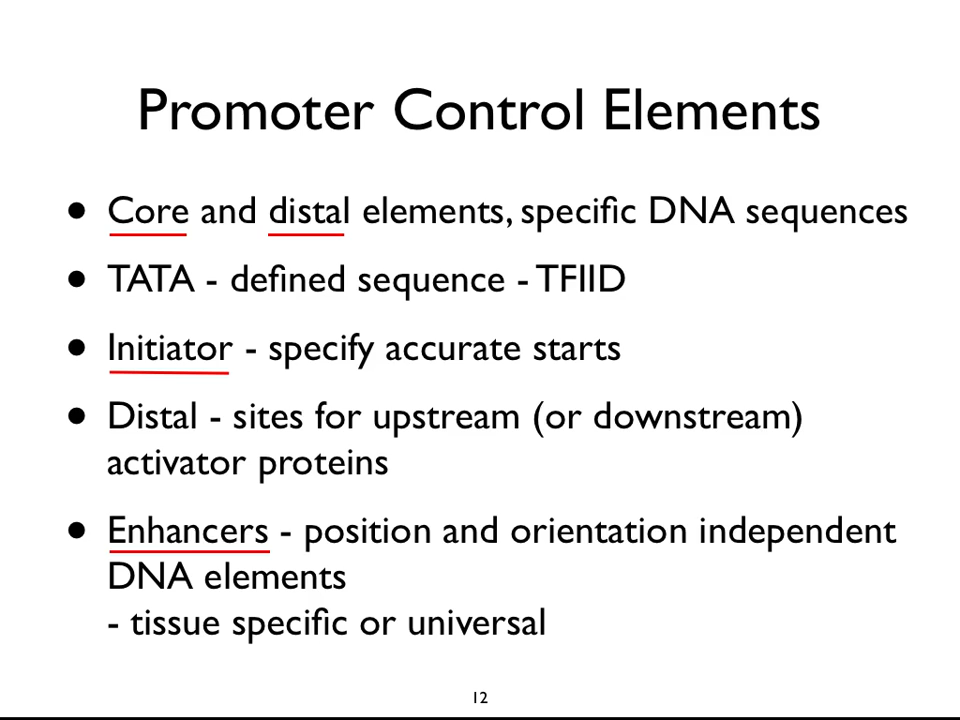 Promoter Control Elements
• Core and distal elements, specific DNA sequences
• TATA - defined sequence - TFIID
• Initiator - specify accurate starts
• Distal - sites for upstream (or downstream)
activator proteins
• Enhancers - position and orientation independent
DNA elements
- tissue specific or universal
12